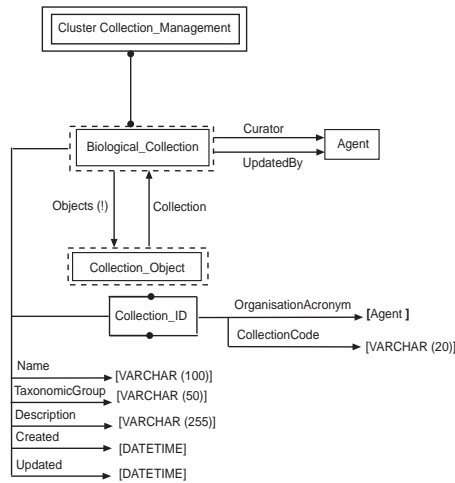 Cluster Collection_Management
Curator
Biological_Collection
Agent
UpdatedBy
Objects (!)
Collection
Collection_Object
OrganisationAcronym
Collection_ID
[Agent ]
CollectionCode
[VARCHAR (20)]
Name
[VARCHAR (100)]
TaxonomicGroup
[VARCHAR (50)]
Description
[VARCHAR (255)]
Created
[DATETIME]
Updated
[DATETIME]